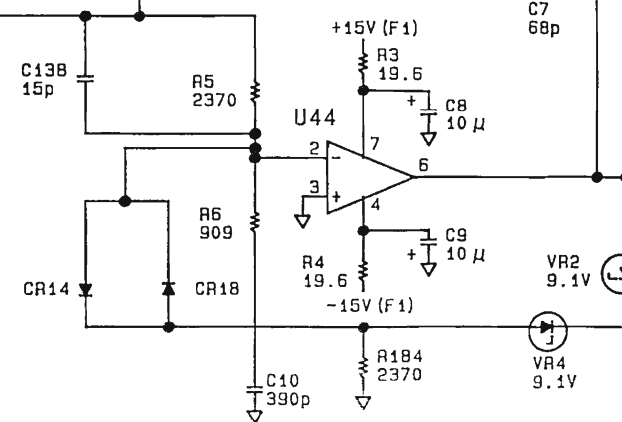 C7
68p
+15V(F1)
R3
19.6
C138
15p
R5
2370
+
C8
10µ
U44
7
2
-
6
3
+
4
R6
909
C9
+
10µ
R4
19.6
VR2
9.1V
CR14
CR18
-15V(F1)
R184
2370
VR4
9.1V
C10
390p